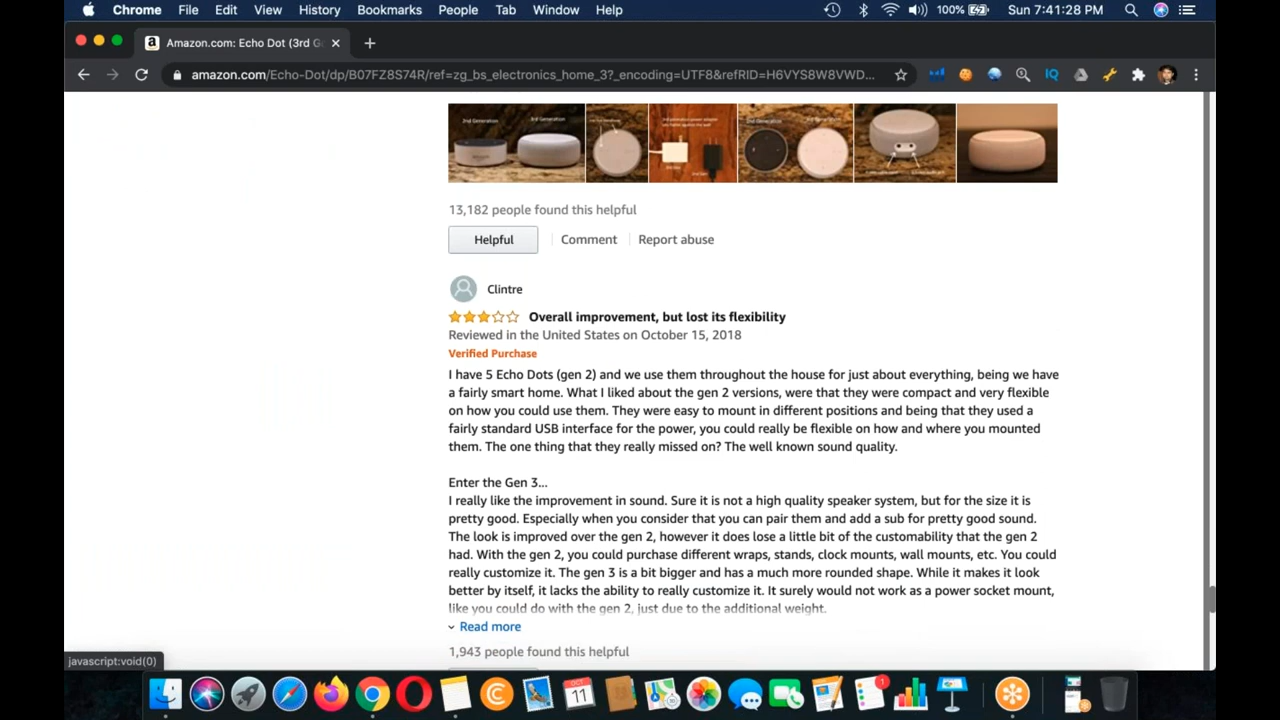 Chrome File Edit View History Bookmarks People Tab Window Help 100% Sun 7:41:28 PM
Amazon.com: Echo Dot (3rd G
amazon.com/Echo-Dot/dp/B07FZ8S74R/ref=zg_bs_electronics_home_3?_encoding=UTF8&refRID=H6VYS8W8VWD...
2nd Generation 3rd Generation 2nd Generation
13,182 people found this helpful
Helpful Comment Report abuse
Clintre
Overall improvement, but lost its flexibility
Reviewed in the United States on October 15, 2018
Verified Purchase
I have 5 Echo Dots (gen 2) and we use them throughout the house for just about everything, being we have
a fairly smart home. What I liked about the gen 2 versions, were that they were compact and very flexible
on how you could use them. They were easy to mount in different positions and being that they used a
fairly standard USB interface for the power, you could really be flexible on how and where you mounted
them. The one thing that they really missed on? The well known sound quality.
Enter the Gen 3...
I really like the improvement in sound. Sure it is not a high quality speaker system, but for the size it is
pretty good. Especially when you consider that you can pair them and add a sub for pretty good sound.
The look is improved over the gen 2, however it does lose a little bit of the customability that the gen 2
had. With the gen 2, you could purchase different wraps, stands, clock mounts, wall mounts, etc. You could
really customize it. The gen 3 is a bit bigger and has a much more rounded shape. While it makes it look
better by itself, it lacks the ability to really customize it. It surely would not work as a power socket mount,
like you could do with the gen 2, just due to the additional weight.
Read more
1,943 people found this helpful
javascript:void(0)
OCT
11
1